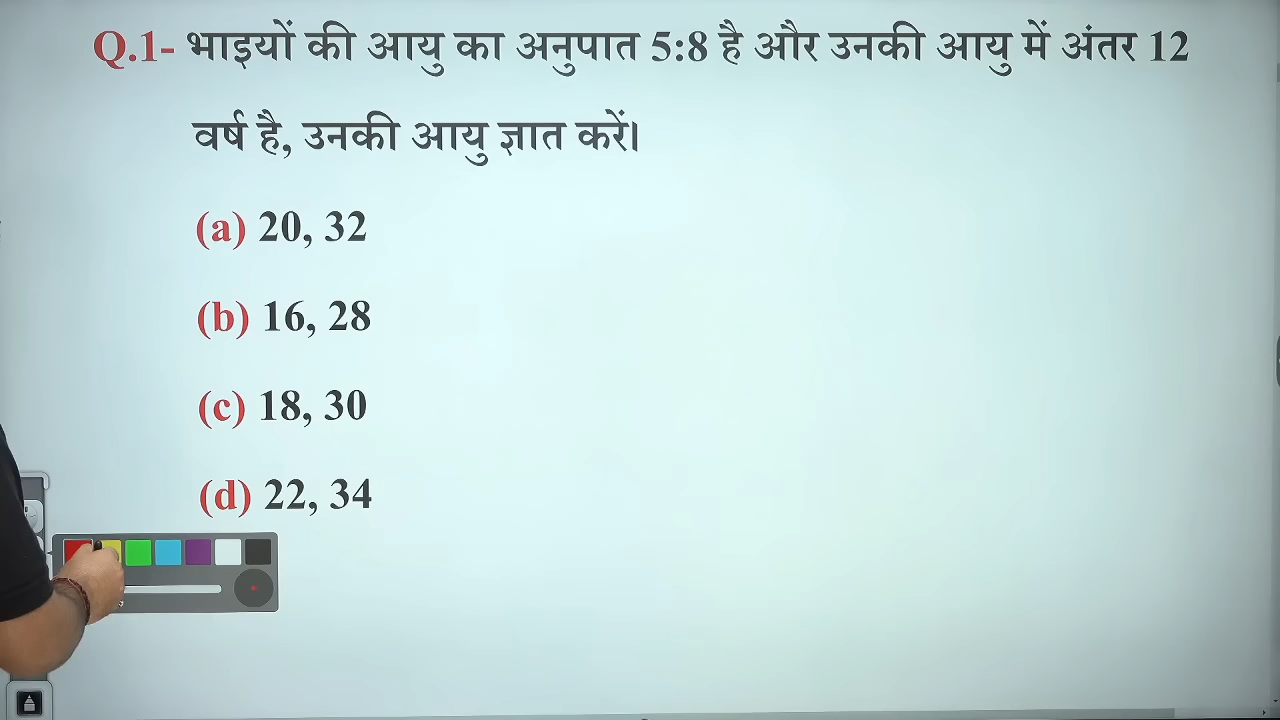 Q.1- भाइयों की आयु का अनुपात 5:8 है और उनकी आयु में अंतर 12
वर्ष है, उनकी आयु ज्ञात करें।
(a) 20, 32
(b) 16, 28
(c) 18, 30
(d) 22, 34